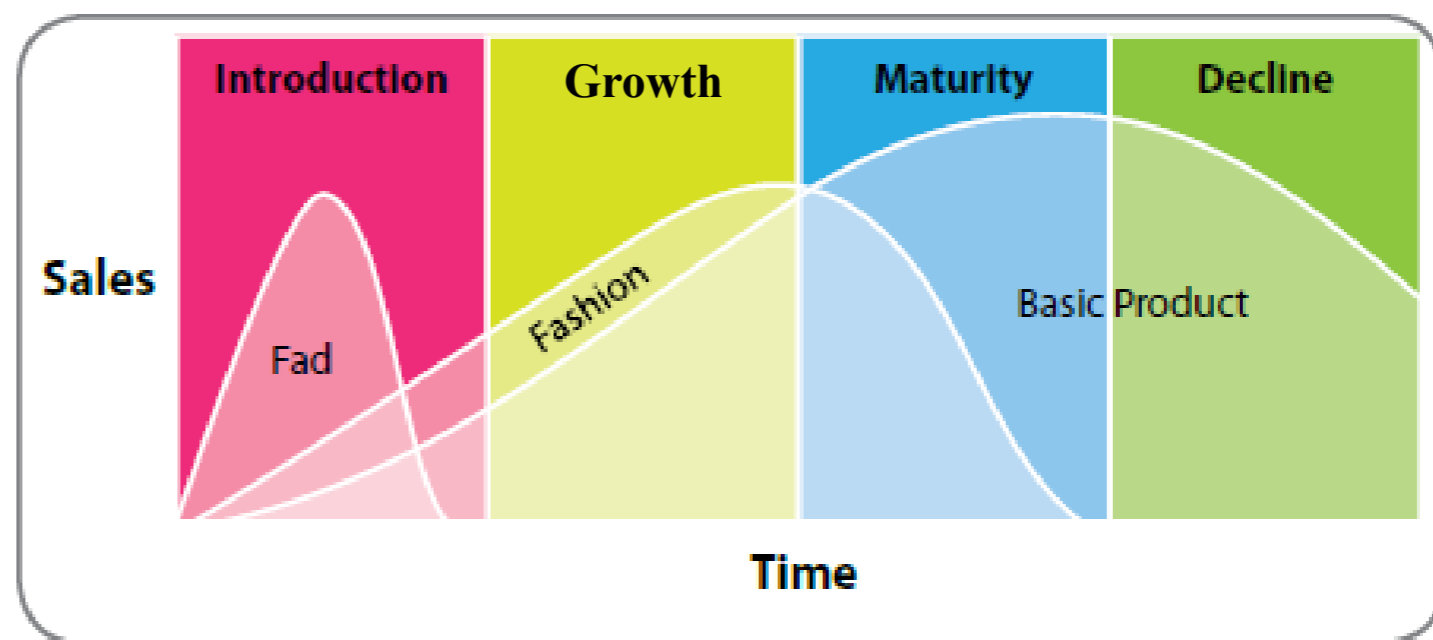 Introduction
Growth
Maturity
Decline
Sales
Fad
Fashion
Basic Product
Time